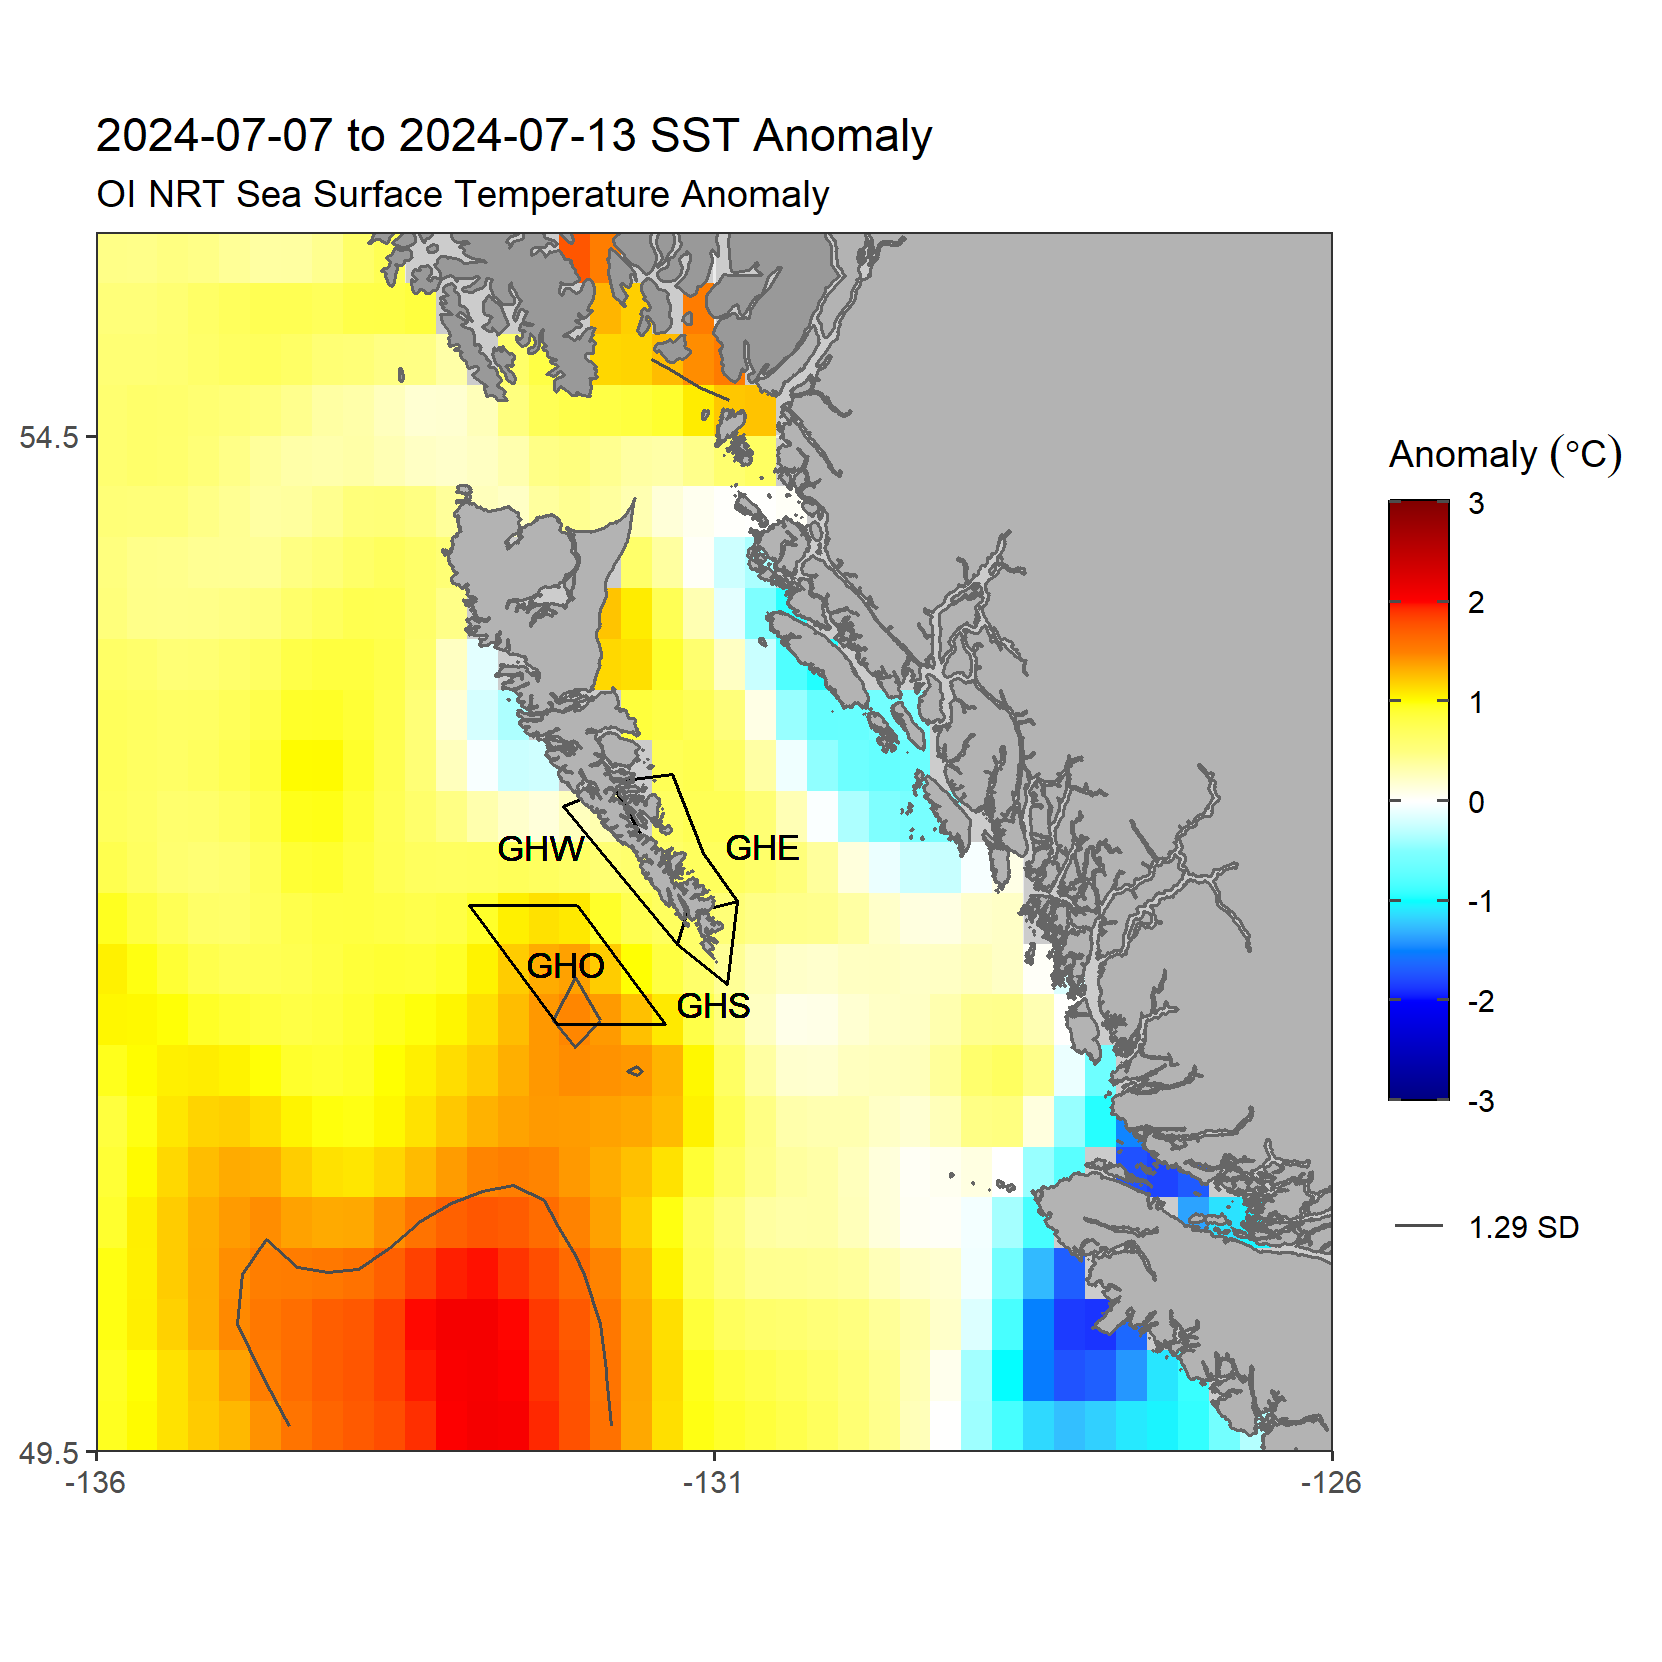 2024-07-07 to 2024-07-13 SST Anomaly
OI NRT Sea Surface Temperature Anomaly
54.5
49.5
-136
-131
-126
GHW
GHE
GHO
GHS
Anomaly (°C)
3
2
1
0
-1
-2
-3
1.29 SD